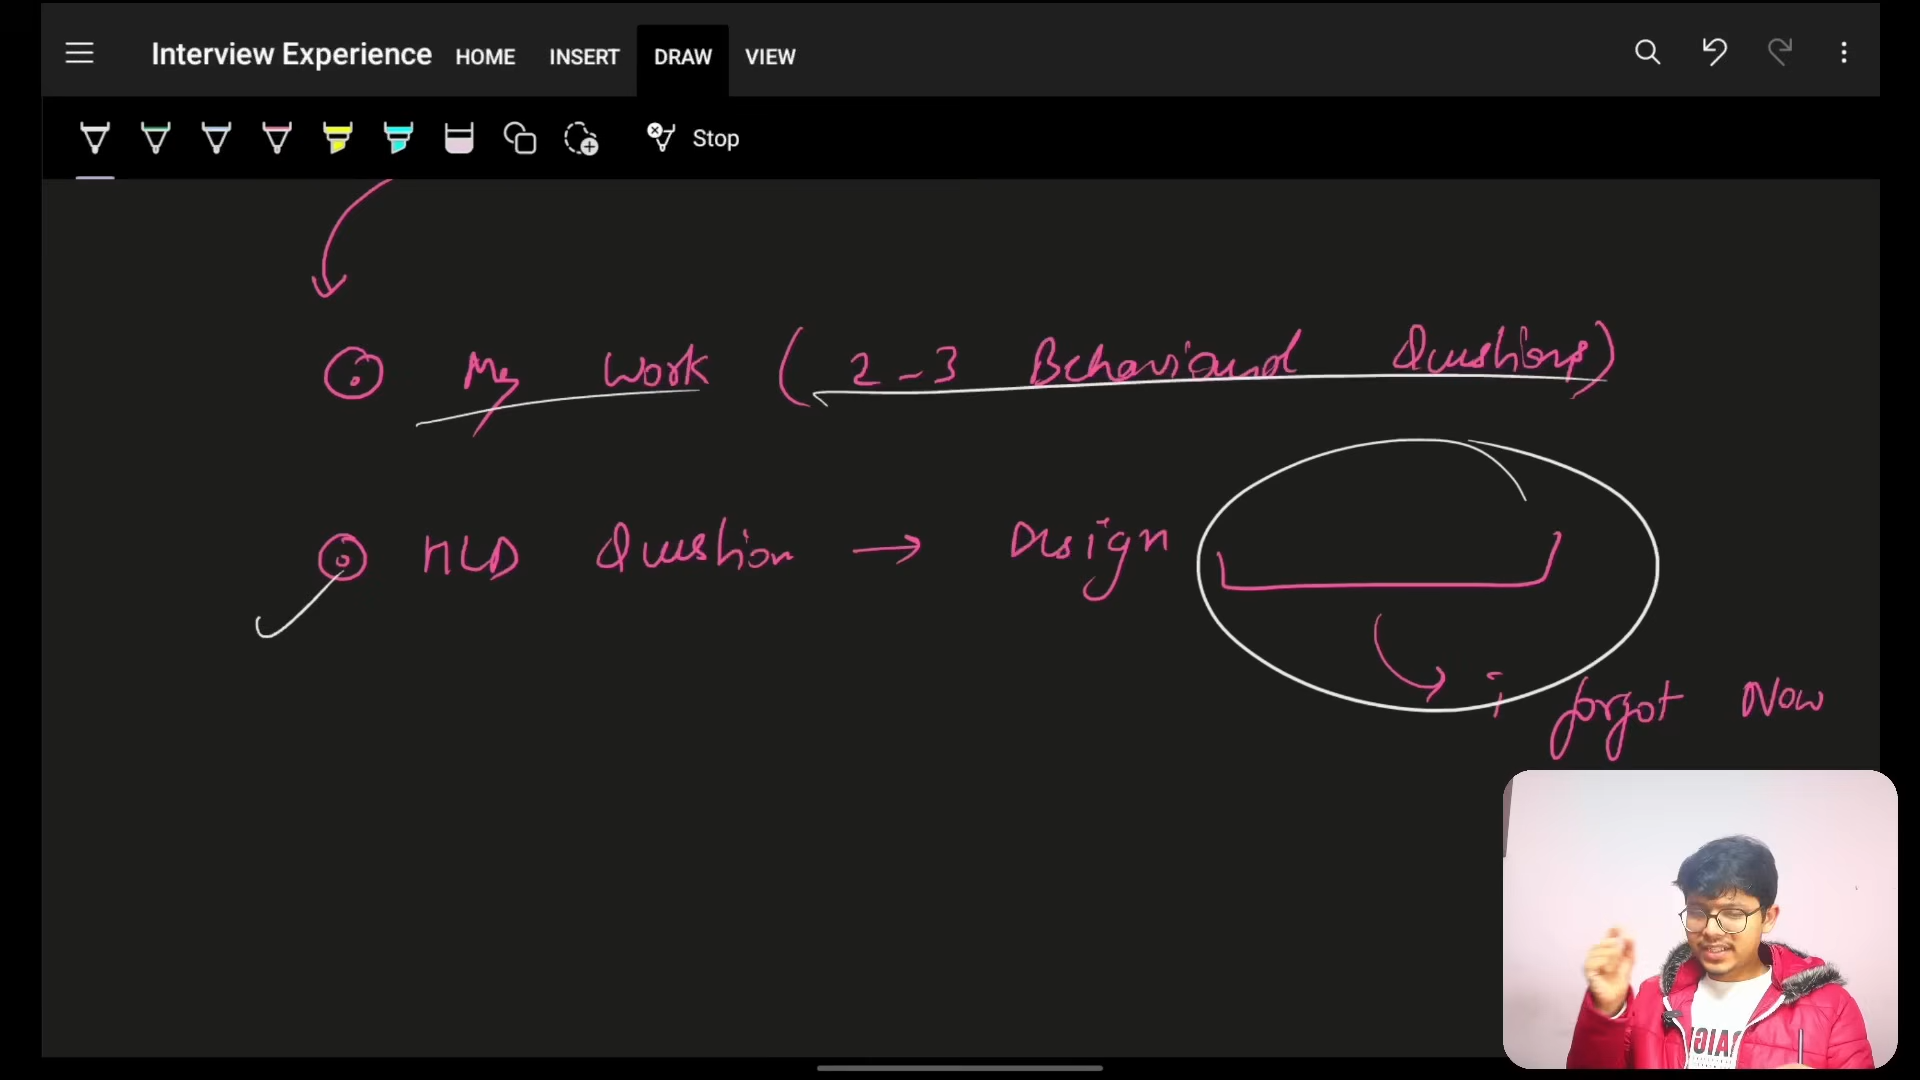 Interview Experience HOME INSERT DRAW VIEW
Stop
My Work (2-3 Behavioural Questions)
HLD Question → Design
i forgot Now